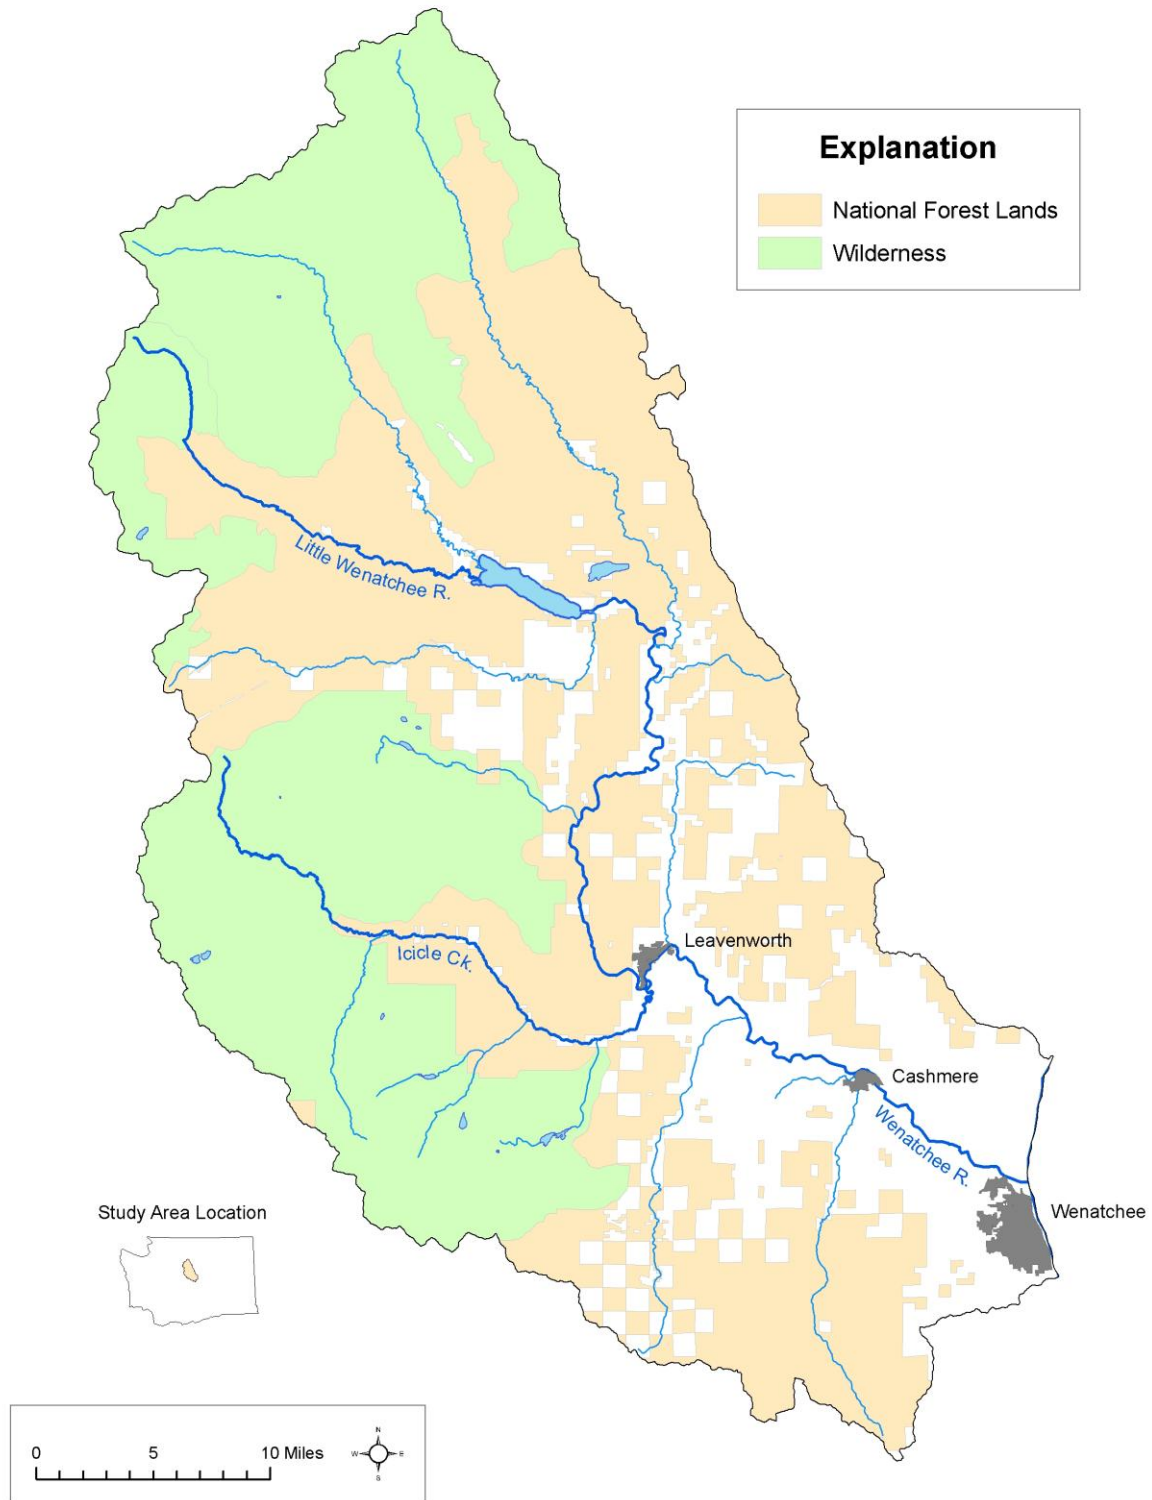 Explanation
National Forest Lands
Wilderness
Little Wenatchee R.
Leavenworth
Icicle Ck.
Cashmere
Wenatchee R.
Study Area Location
Wenatchee
0 5 10 Miles
N
W E
S